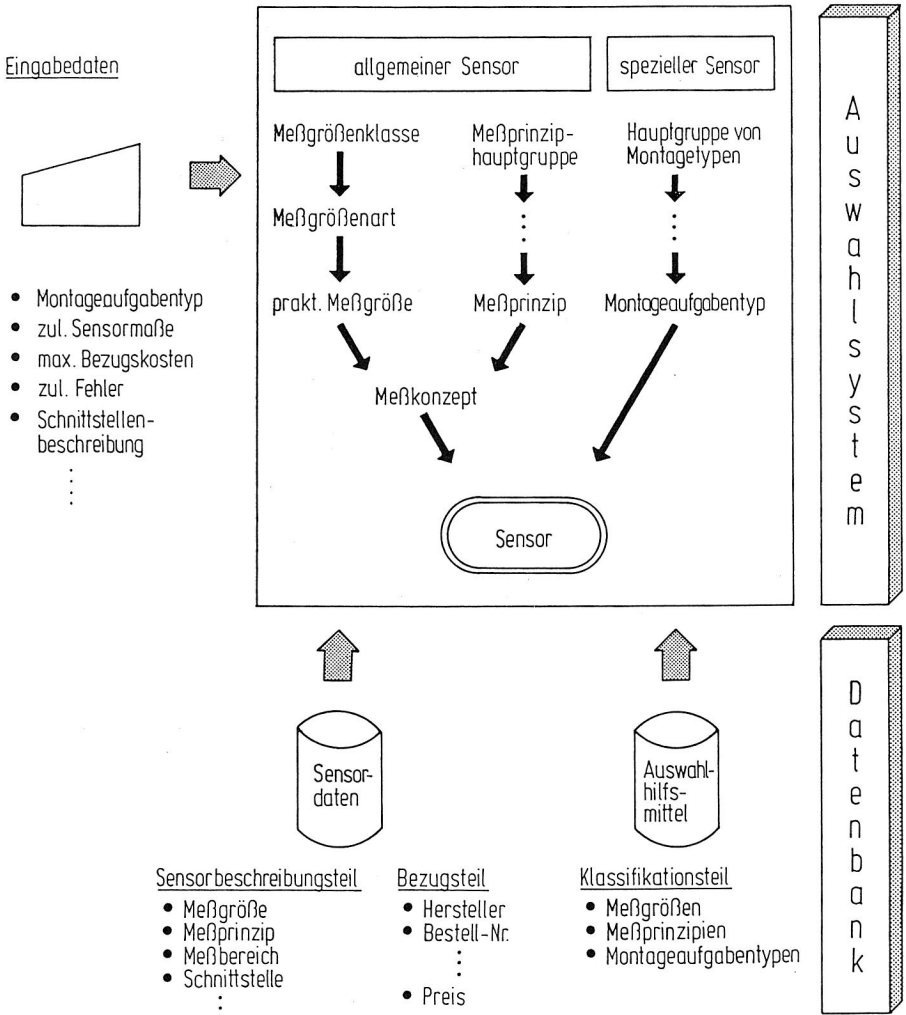 Eingabedaten
• Montageaufgabentyp
• zul. Sensormaße
• max. Bezugskosten
• zul. Fehler
• Schnittstellen-
beschreibung
allgemeiner Sensor
spezieller Sensor
Meßgrößenklasse
Meßprinzip-
hauptgruppe
Hauptgruppe von
Montagetypen
Meßgrößenart
prakt. Meßgröße
Meßprinzip
Montageaufgabentyp
Meßkonzept
Sensor
Auswahlsystem
Sensor-
daten
Auswahl-
hilfs-
mittel
Sensorbeschreibungsteil
• Meßgröße
• Meßprinzip
• Meßbereich
• Schnittstelle
Bezugsteil
• Hersteller
• Bestell-Nr.
• Preis
Klassifikationsteil
• Meßgrößen
• Meßprinzipien
• Montageaufgabentypen
Datenbank